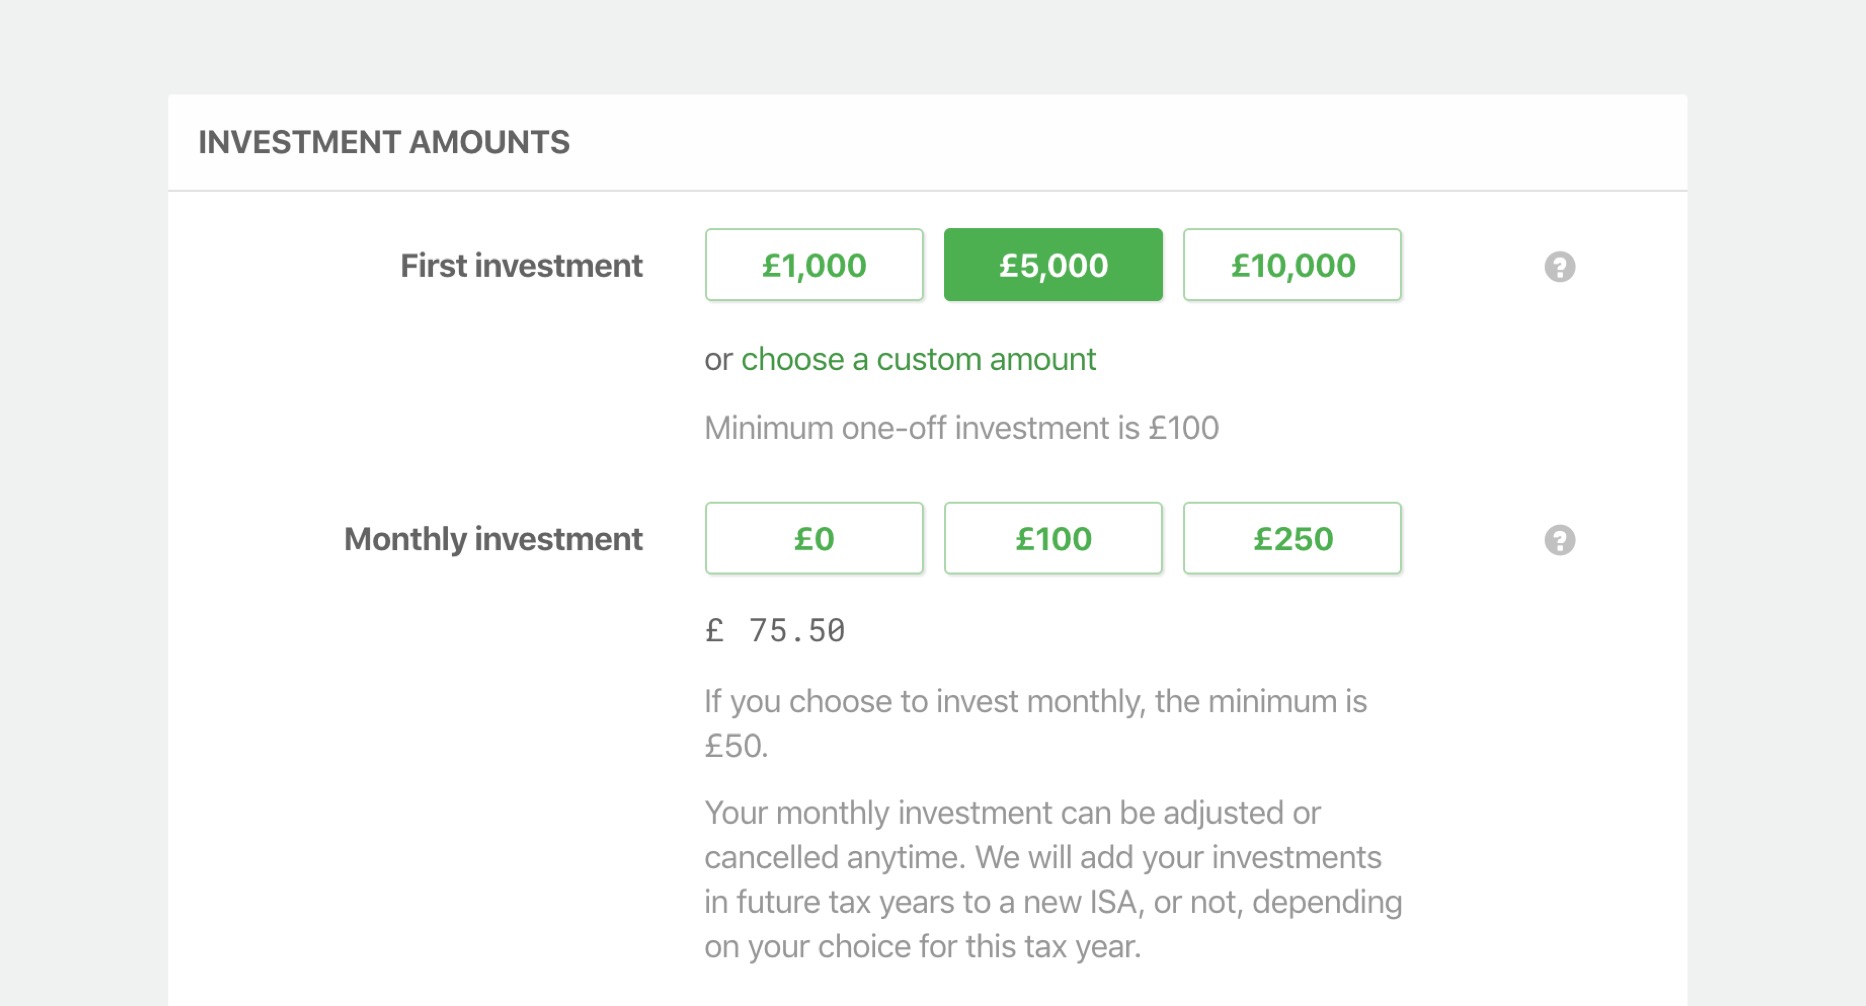 INVESTMENT AMOUNTS
First investment
£1,000
£5,000
£10,000
?
or choose a custom amount
Minimum one-off investment is £100
Monthly investment
£0
£100
£250
?
£ 75.50
If you choose to invest monthly, the minimum is
£50.
Your monthly investment can be adjusted or
cancelled anytime. We will add your investments
in future tax years to a new ISA, or not, depending
on your choice for this tax year.